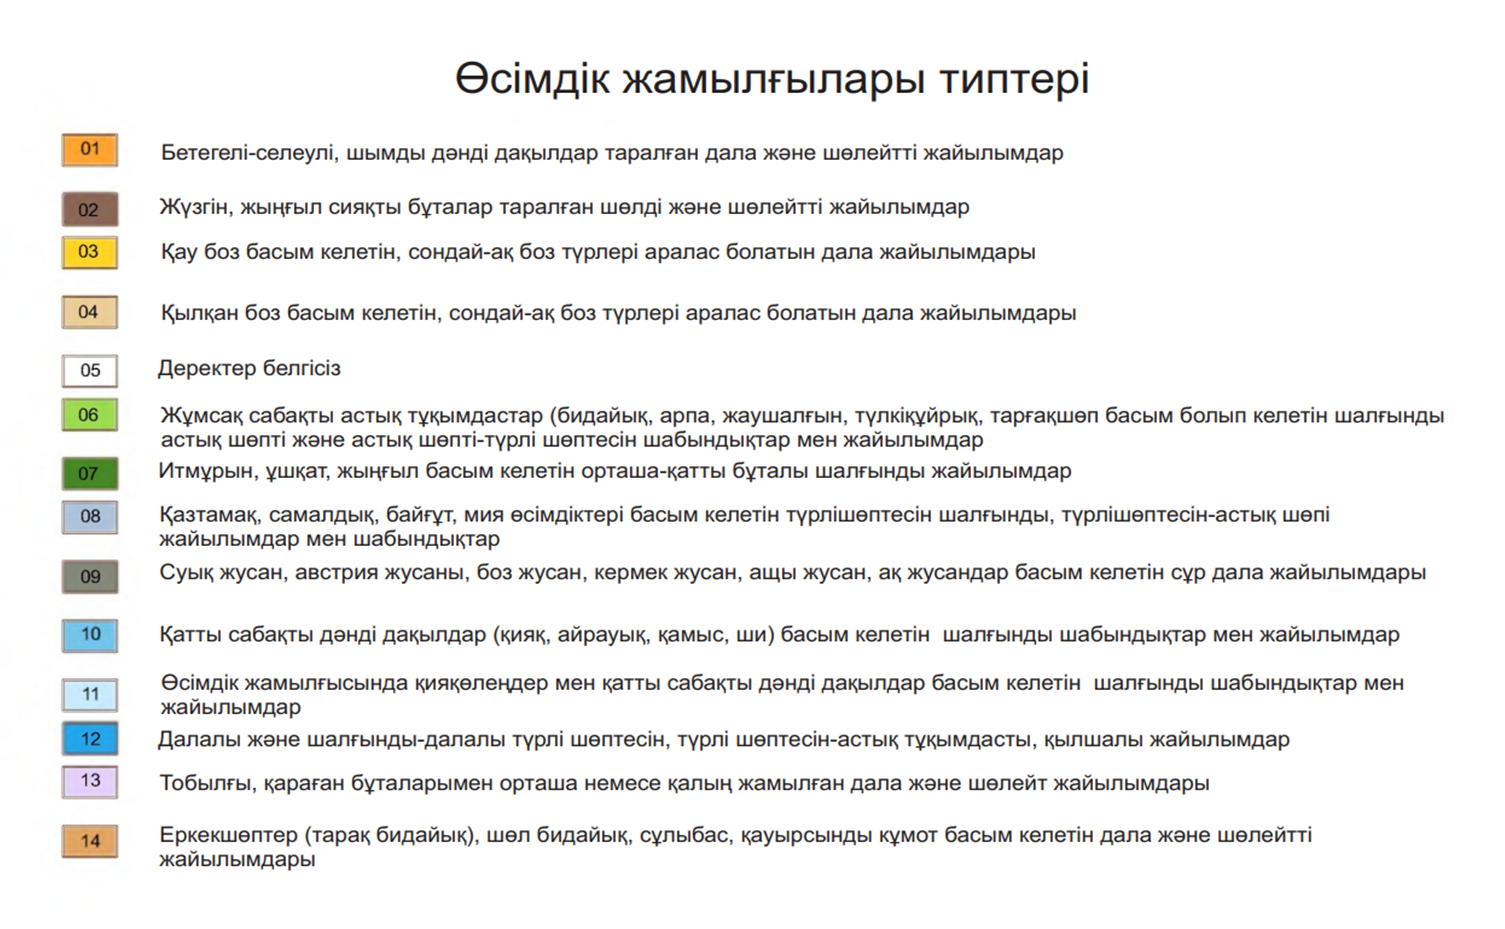 Өсімдік жамылғылары типтері
01 Бетегелі-селеулі, шымды дәнді дақылдар таралған дала және шөлейтті жайылымдар
02 Жүзгін, жыңғыл сияқты бұталар таралған шөлді және шөлейтті жайылымдар
03 Қау боз басым келетін, сондай-ақ боз түрлері аралас болатын дала жайылымдары
04 Қылқан боз басым келетін, сондай-ақ боз түрлері аралас болатын дала жайылымдары
05 Деректер белгісіз
06 Жұмсақ сабақты астық тұқымдастар (бидайық, арпа, жаушалғын, түлкіқұйрық, тарғақшөп басым болып келетін шалғынды
астық шөпті және астық шөпті-түрлі шөптесін шабындықтар мен жайылымдар
07 Итмұрын, ұшқат, жыңғыл басым келетін орташа-қатты бұталы шалғынды жайылымдар
08 Қазтамақ, самалдық, байғұт, мия өсімдіктері басым келетін түрлішөптесін шалғынды, түрлішөптесін-астық шөпі
жайылымдар мен шабындықтар
09 Суық жусан, австрия жусаны, боз жусан, кермек жусан, ащы жусан, ақ жусандар басым келетін сұр дала жайылымдары
10 Қатты сабақты дәнді дақылдар (қияқ, айрауық, қамыс, ши) басым келетін шалғынды шабындықтар мен жайылымдар
11 Өсімдік жамылғысында қияқөлеңдер мен қатты сабақты дәнді дақылдар басым келетін шалғынды шабындықтар мен
жайылымдар
12 Далалы және шалғынды-далалы түрлі шөптесін, түрлі шөптесін-астық тұқымдасты, қылшалы жайылымдар
13 Тобылғы, қараған бұталарымен орташа немесе қалың жамылған дала және шөлейт жайылымдары
14 Еркекшөптер (тарақ бидайық), шөл бидайық, сұлыбас, қауырсынды құмот басым келетін дала және шөлейтті
жайылымдары